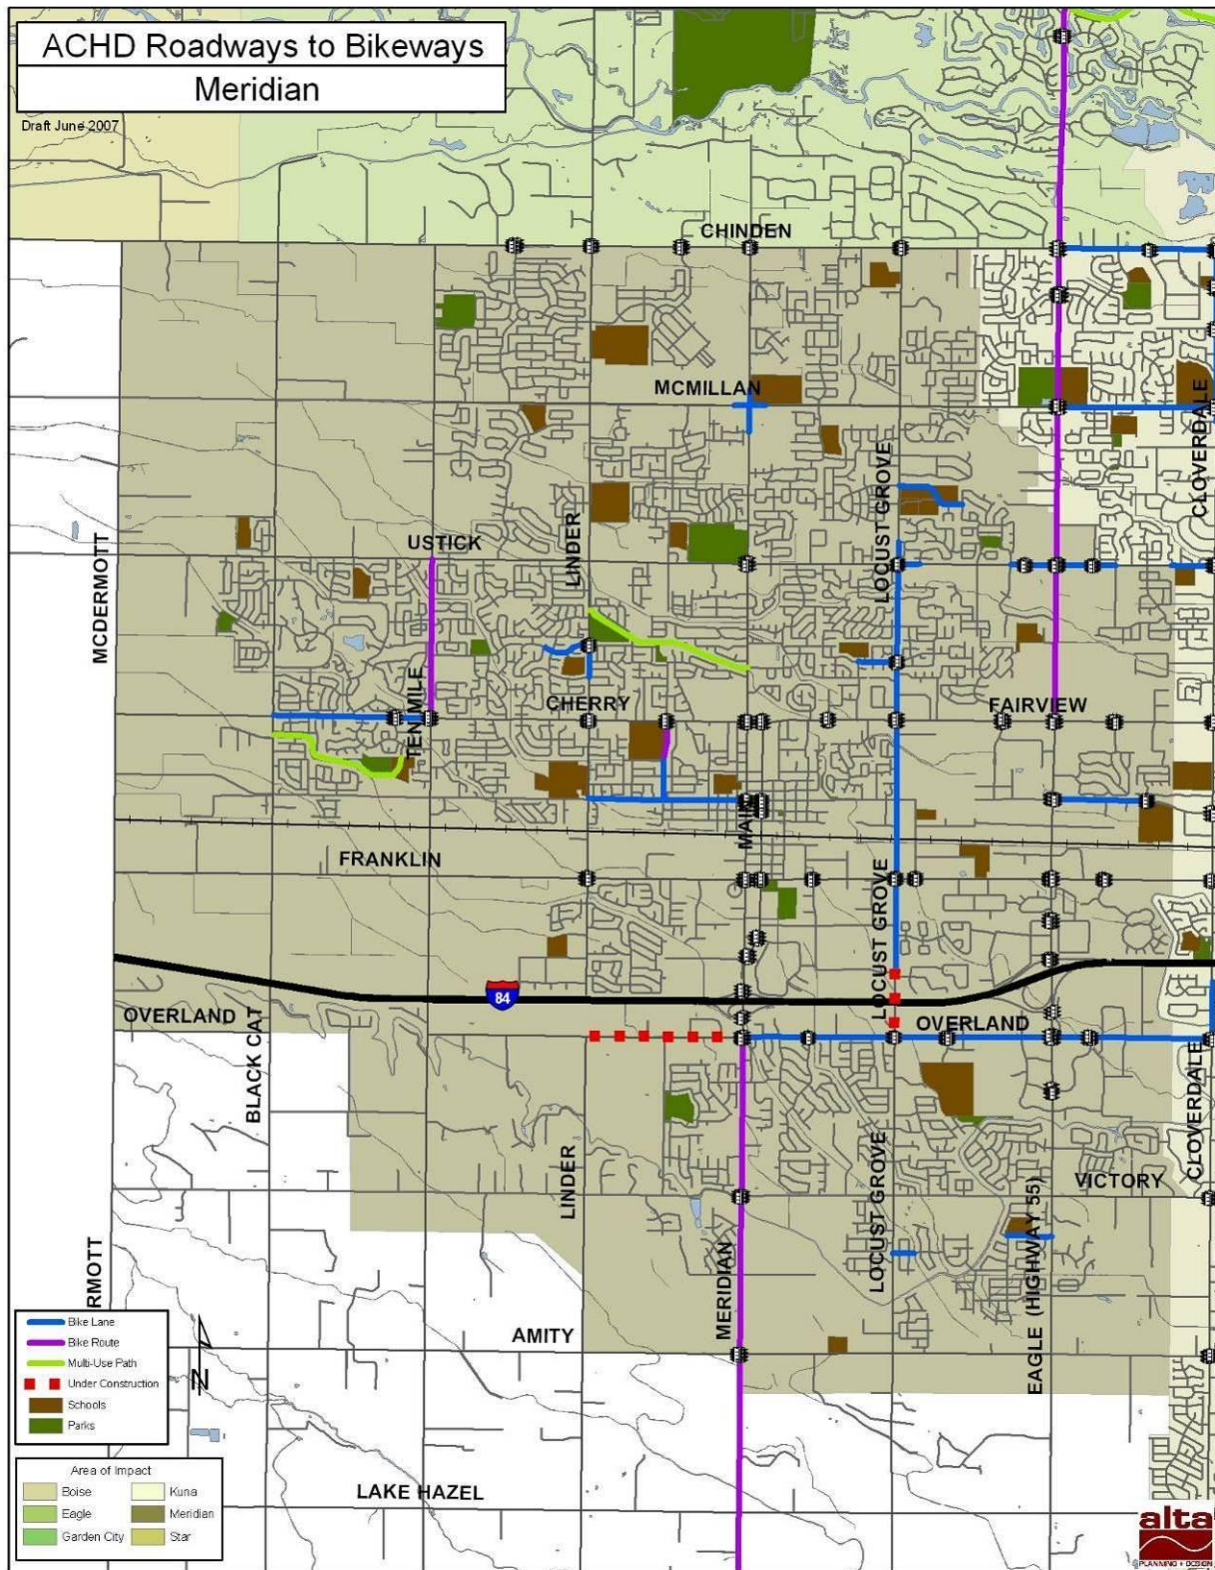 ACHD Roadways to Bikeways
Meridian
Draft June 2007
CHINDEN
MCMILLAN
CLOVERDALE
LOCUST GROVE
LINDER
USTICK
MCDERMOTT
TEN MILE
CHERRY
FAIRVIEW
MAIN
FRANKLIN
LOCUST GROVE
84
OVERLAND
OVERLAND
BLACK CAT
CLOVERDALE
LINDER
LOCUST GROVE
VICTORY
MERIDIAN
EAGLE (HIGHWAY 55)
RMOTT
AMITY
LAKE HAZEL
Bike Lane
Bike Route
Multi-Use Path
Under Construction
Schools
Parks
N
Area of Impact
Boise
Kuna
Eagle
Meridian
Garden City
Star
alta
PLANNING + DESIGN